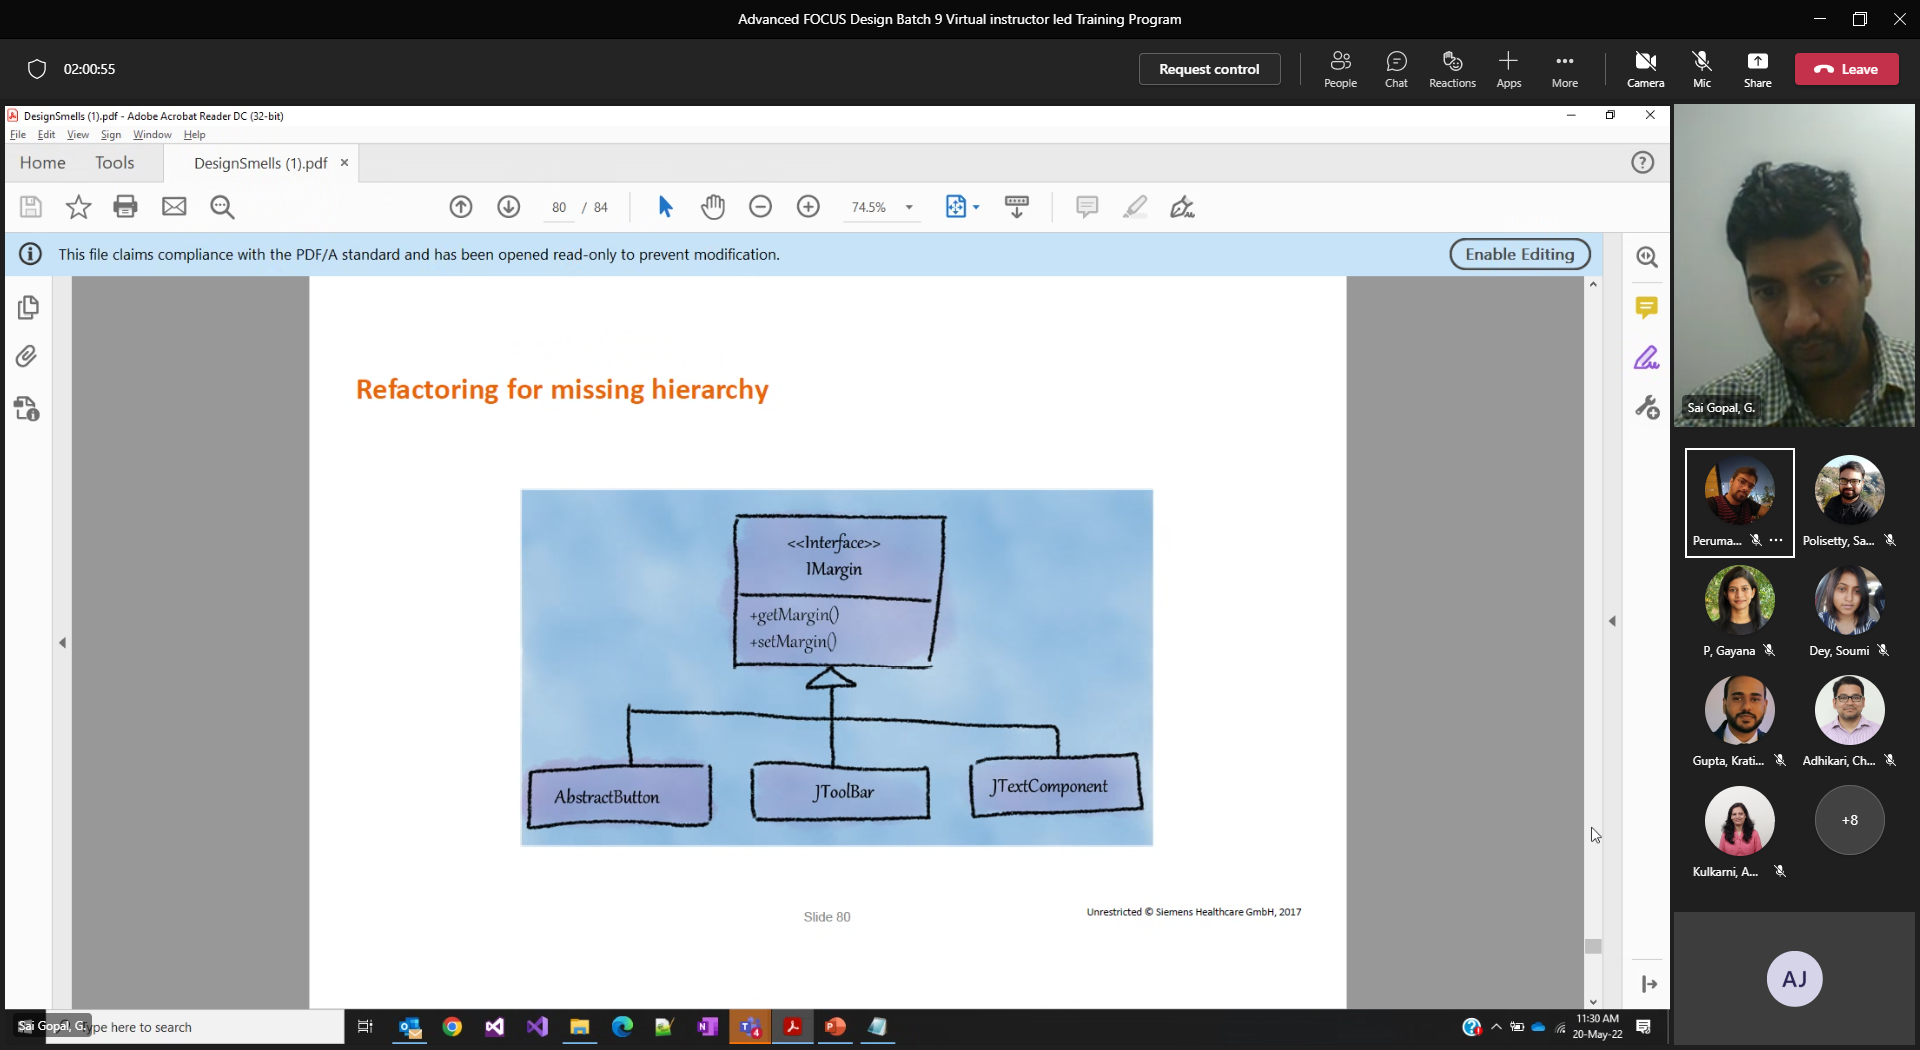 Advanced FOCUS Design Batch 9 Virtual instructor led Training Program
02:00:55
Request control
People
Chat
Reactions
Apps
More
Camera
Mic
Share
Leave
DesignSmells (1).pdf - Adobe Acrobat Reader DC (32-bit)
File Edit View Sign Window Help
Home
Tools
DesignSmells (1).pdf
80 / 84
74.5%
This file claims compliance with the PDF/A standard and has been opened read-only to prevent modification.
Enable Editing
Refactoring for missing hierarchy
<<Interface>>
IMargin
+getMargin()
+setMargin()
AbstractButton
JToolBar
JTextComponent
Slide 80
Unrestricted © Siemens Healthcare GmbH, 2017
Sai Gopal, G.
Peruma...
Polisetty, Sa...
P, Gayana
Dey, Soumi
Gupta, Krati...
Adhikari, Ch...
Kulkarni, A...
+8
AJ
Sai Gopal, G.
ype here to search
11:30 AM
20-May-22